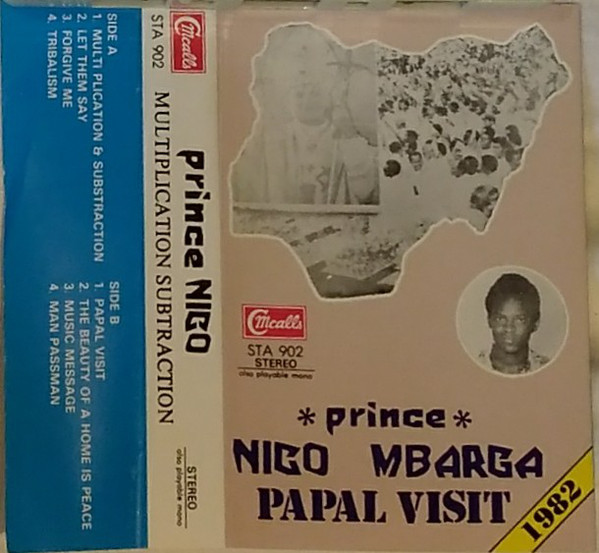 SIDE A
1. MULTI PLICATION & SUBSTRACTION
2. LET THEM SAY
3. FORGIVE ME
4. TRIBALISM
SIDE B
1. PAPAL VISIT
2. THE BEAUTY OF A HOME IS PEACE
3. MUSIC MESSAGE
4. MAN PASSMAN
Cmcalls
STA 902
prince NIGO
MULTIPLICATION SUBTRACTION
STEREO
also playable mono
Cmcalls
STA 902
STEREO
also playable mono
* prince *
NIGO MBARGA
PAPAL VISIT
1982